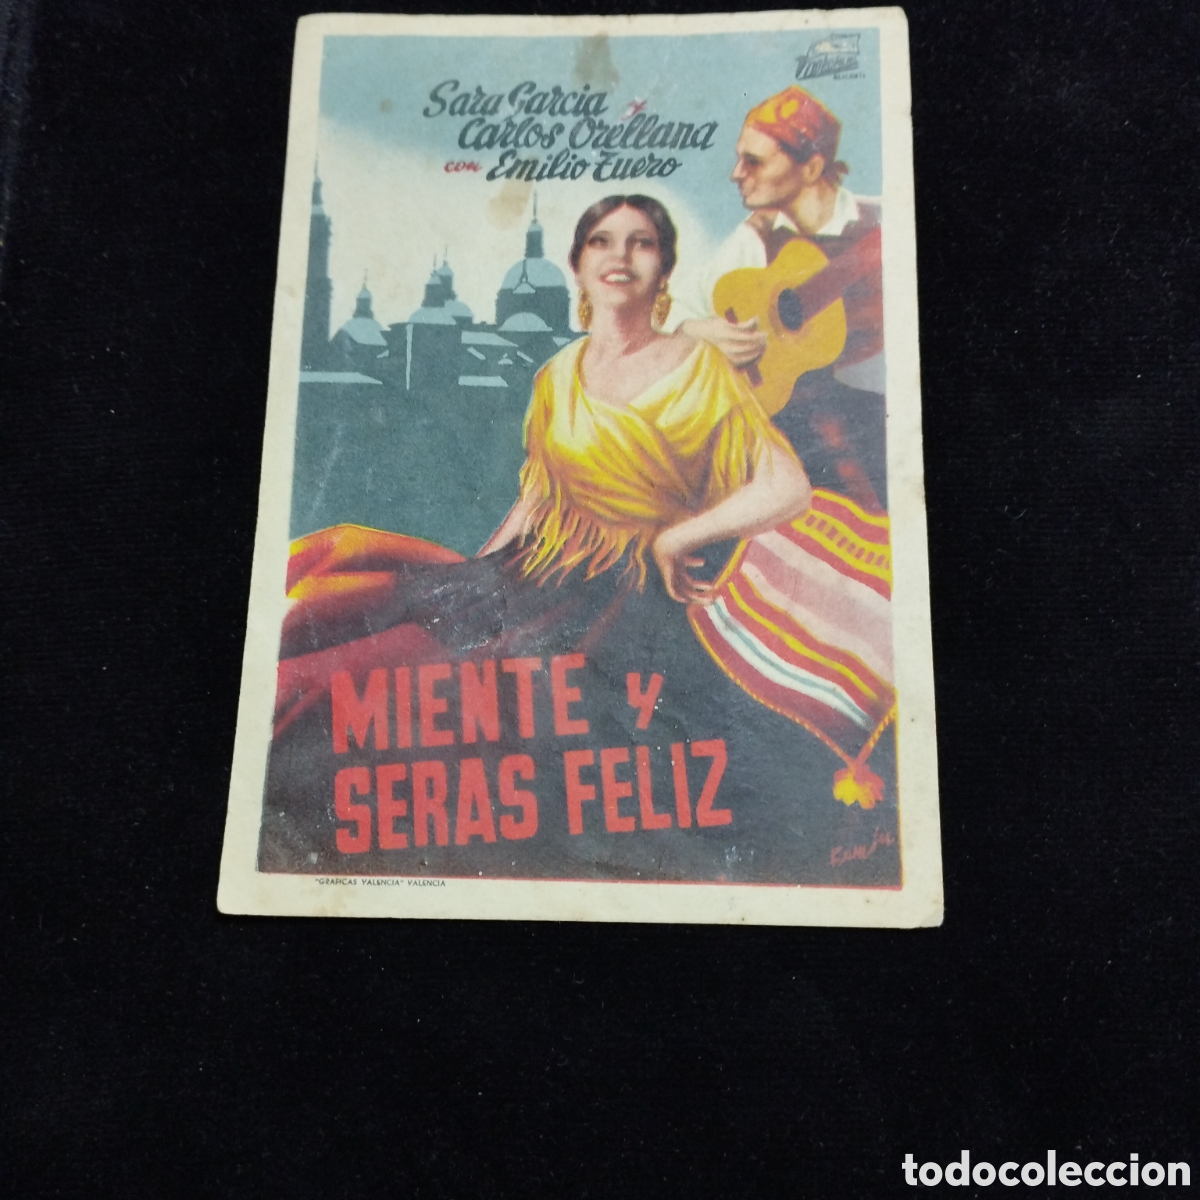 Sara Garcia y
Carlos Orellana
con Emilio Tuero
MIENTE y
SERAS FELIZ
"GRAFICAS VALENCIA" VALENCIA
todocoleccion